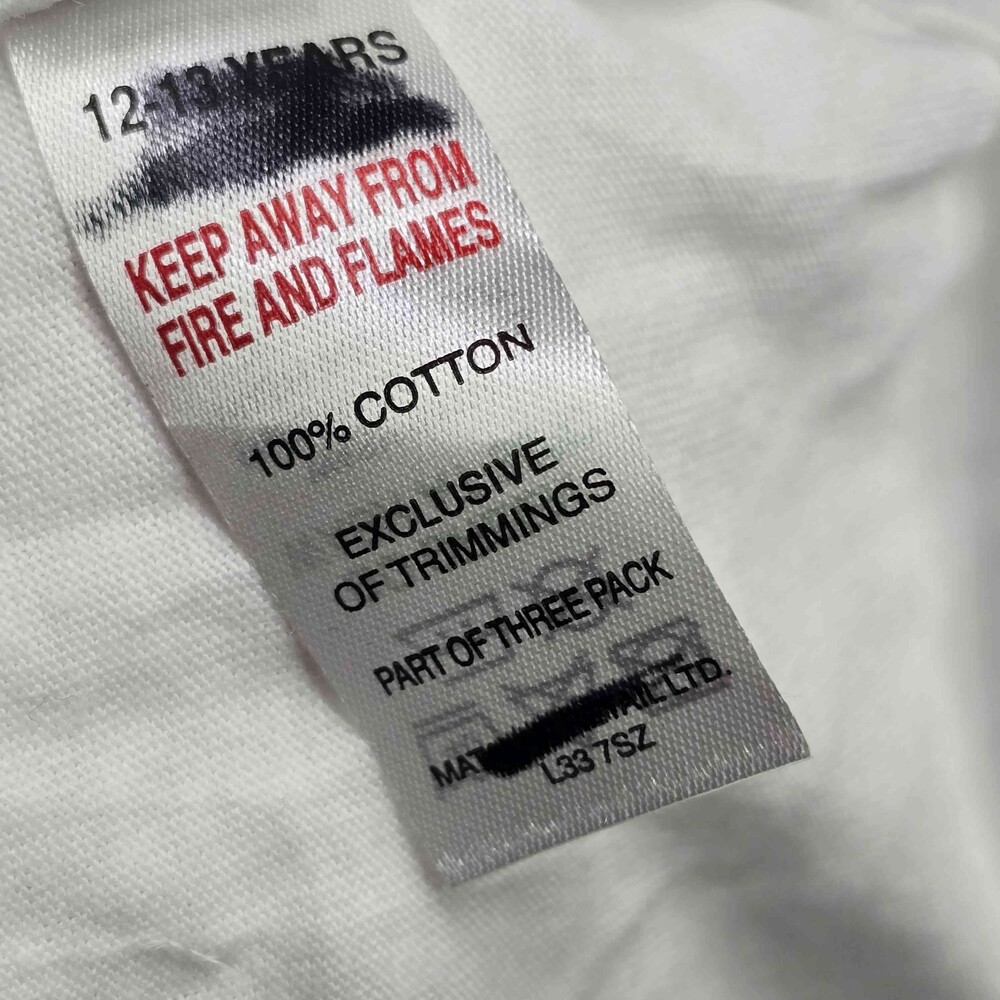 12-13 YEARS
KEEP AWAY FROM
FIRE AND FLAMES
100% COTTON
EXCLUSIVE
OF TRIMMINGS
PART OF THREE PACK
LTD.
L33 7SZ